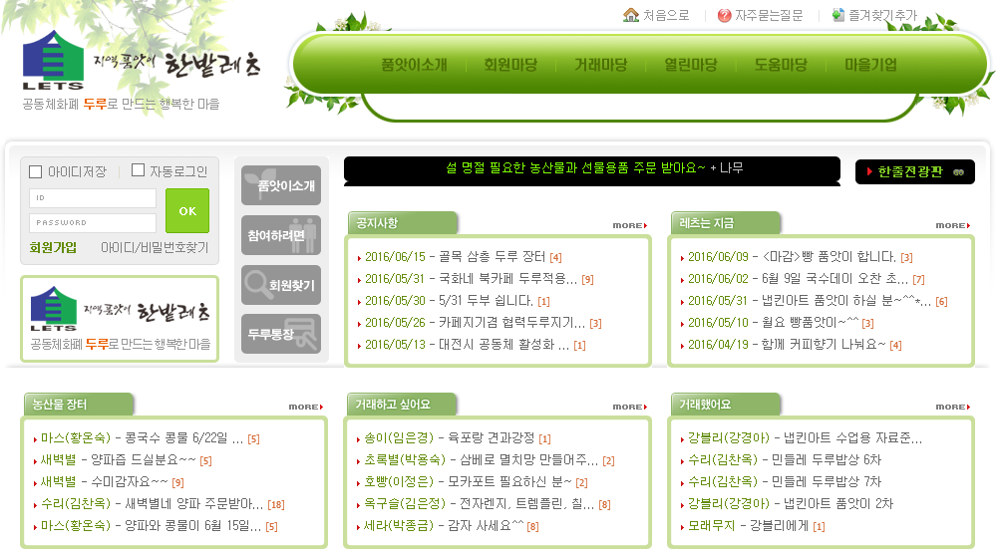 처음으로 자주묻는질문 즐겨찾기추가
LETS 지역품앗이 한밭레츠
공동체화폐 두루로 만드는 행복한 마을
품앗이소개 회원마당 거래마당 열린마당 도움마당 마을기업
아이디저장 자동로그인
ID
PASSWORD
OK
회원가입 아이디/비밀번호찾기
LETS 지역품앗이 한밭레츠
공동체화폐 두루로 만드는 행복한 마을
품앗이소개
참여하려면
회원찾기
두루통장
설 명절 필요한 농산물과 선물용품 주문 받아요~ + 나무
한줄전광판 GO
공지사항 MORE
2016/06/15 - 골목 삼층 두루 장터 [4]
2016/05/31 - 국화네 북카페 두루적용... [9]
2016/05/30 - 5/31 두부 쉽니다. [1]
2016/05/26 - 카페지기겸 협력두루지기... [3]
2016/05/13 - 대전시 공동체 활성화 ... [1]
레츠는 지금 MORE
2016/06/09 - <마감>빵 품앗이 합니다. [3]
2016/06/02 - 6월 9일 국수데이 오찬 초... [7]
2016/05/31 - 냅킨아트 품앗이 하실 분~^^*... [6]
2016/05/10 - 월요 빵품앗이~^^ [3]
2016/04/19 - 함께 커피향기 나눠요~ [4]
농산물 장터 MORE
마스(황온숙) - 콩국수 콩물 6/22일 ... [5]
새벽별 - 양파즙 드실분요~~ [5]
새벽별 - 수미감자요~~ [9]
수리(김찬옥) - 새벽별네 양파 주문받아... [18]
마스(황온숙) - 양파와 콩물이 6월 15일... [5]
거래하고 싶어요 MORE
송이(임은경) - 육포랑 견과강정 [1]
초록별(박용숙) - 삼베로 멸치망 만들어주... [2]
호빵(이정은) - 모카포트 필요하신 분~ [2]
옥구슬(김은정) - 전자렌지, 트램플린, 칠... [8]
세라(박종금) - 감자 사세요^^ [8]
거래했어요 MORE
강블리(강경아) - 냅킨아트 수업용 자료준...
수리(김찬옥) - 민들레 두루밥상 6차
수리(김찬옥) - 민들레 두루밥상 7차
강블리(강경아) - 냅킨아트 품앗이 2차
모래무지 - 강블리에게 [1]